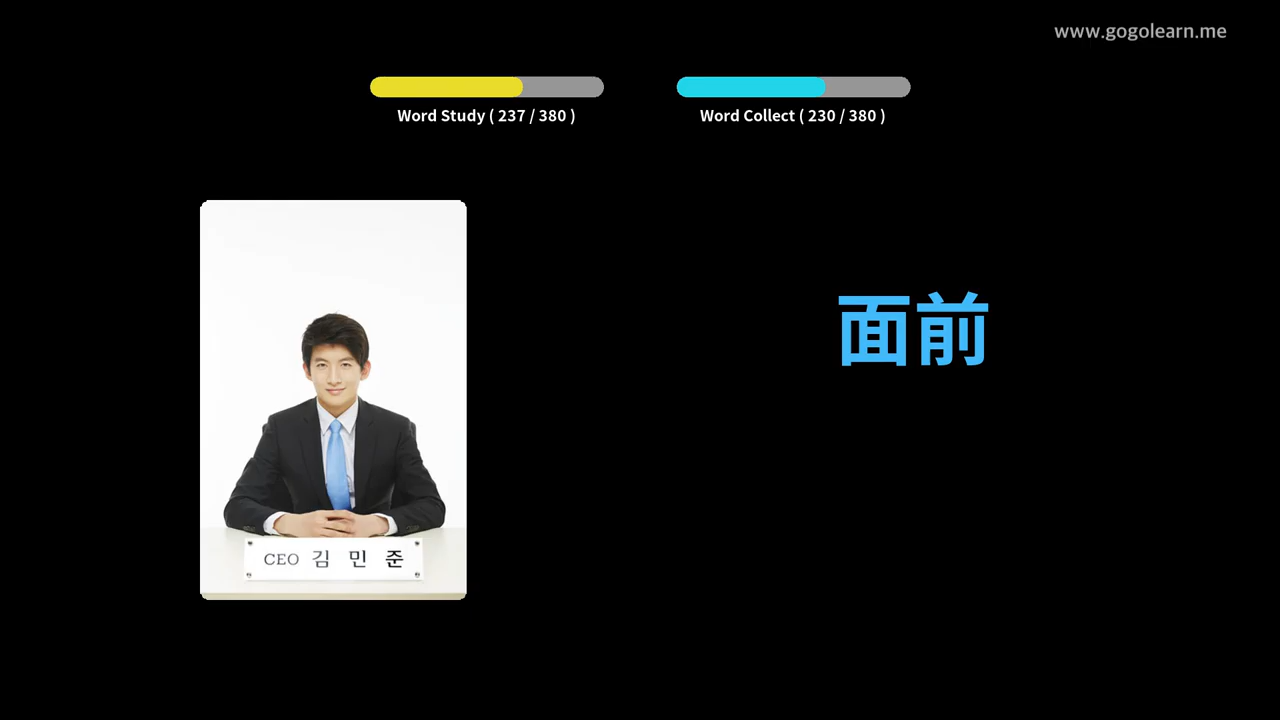 www.gogolearn.me
Word Study ( 237 / 380 )
Word Collect ( 230 / 380 )
面前
CEO 김 민 준